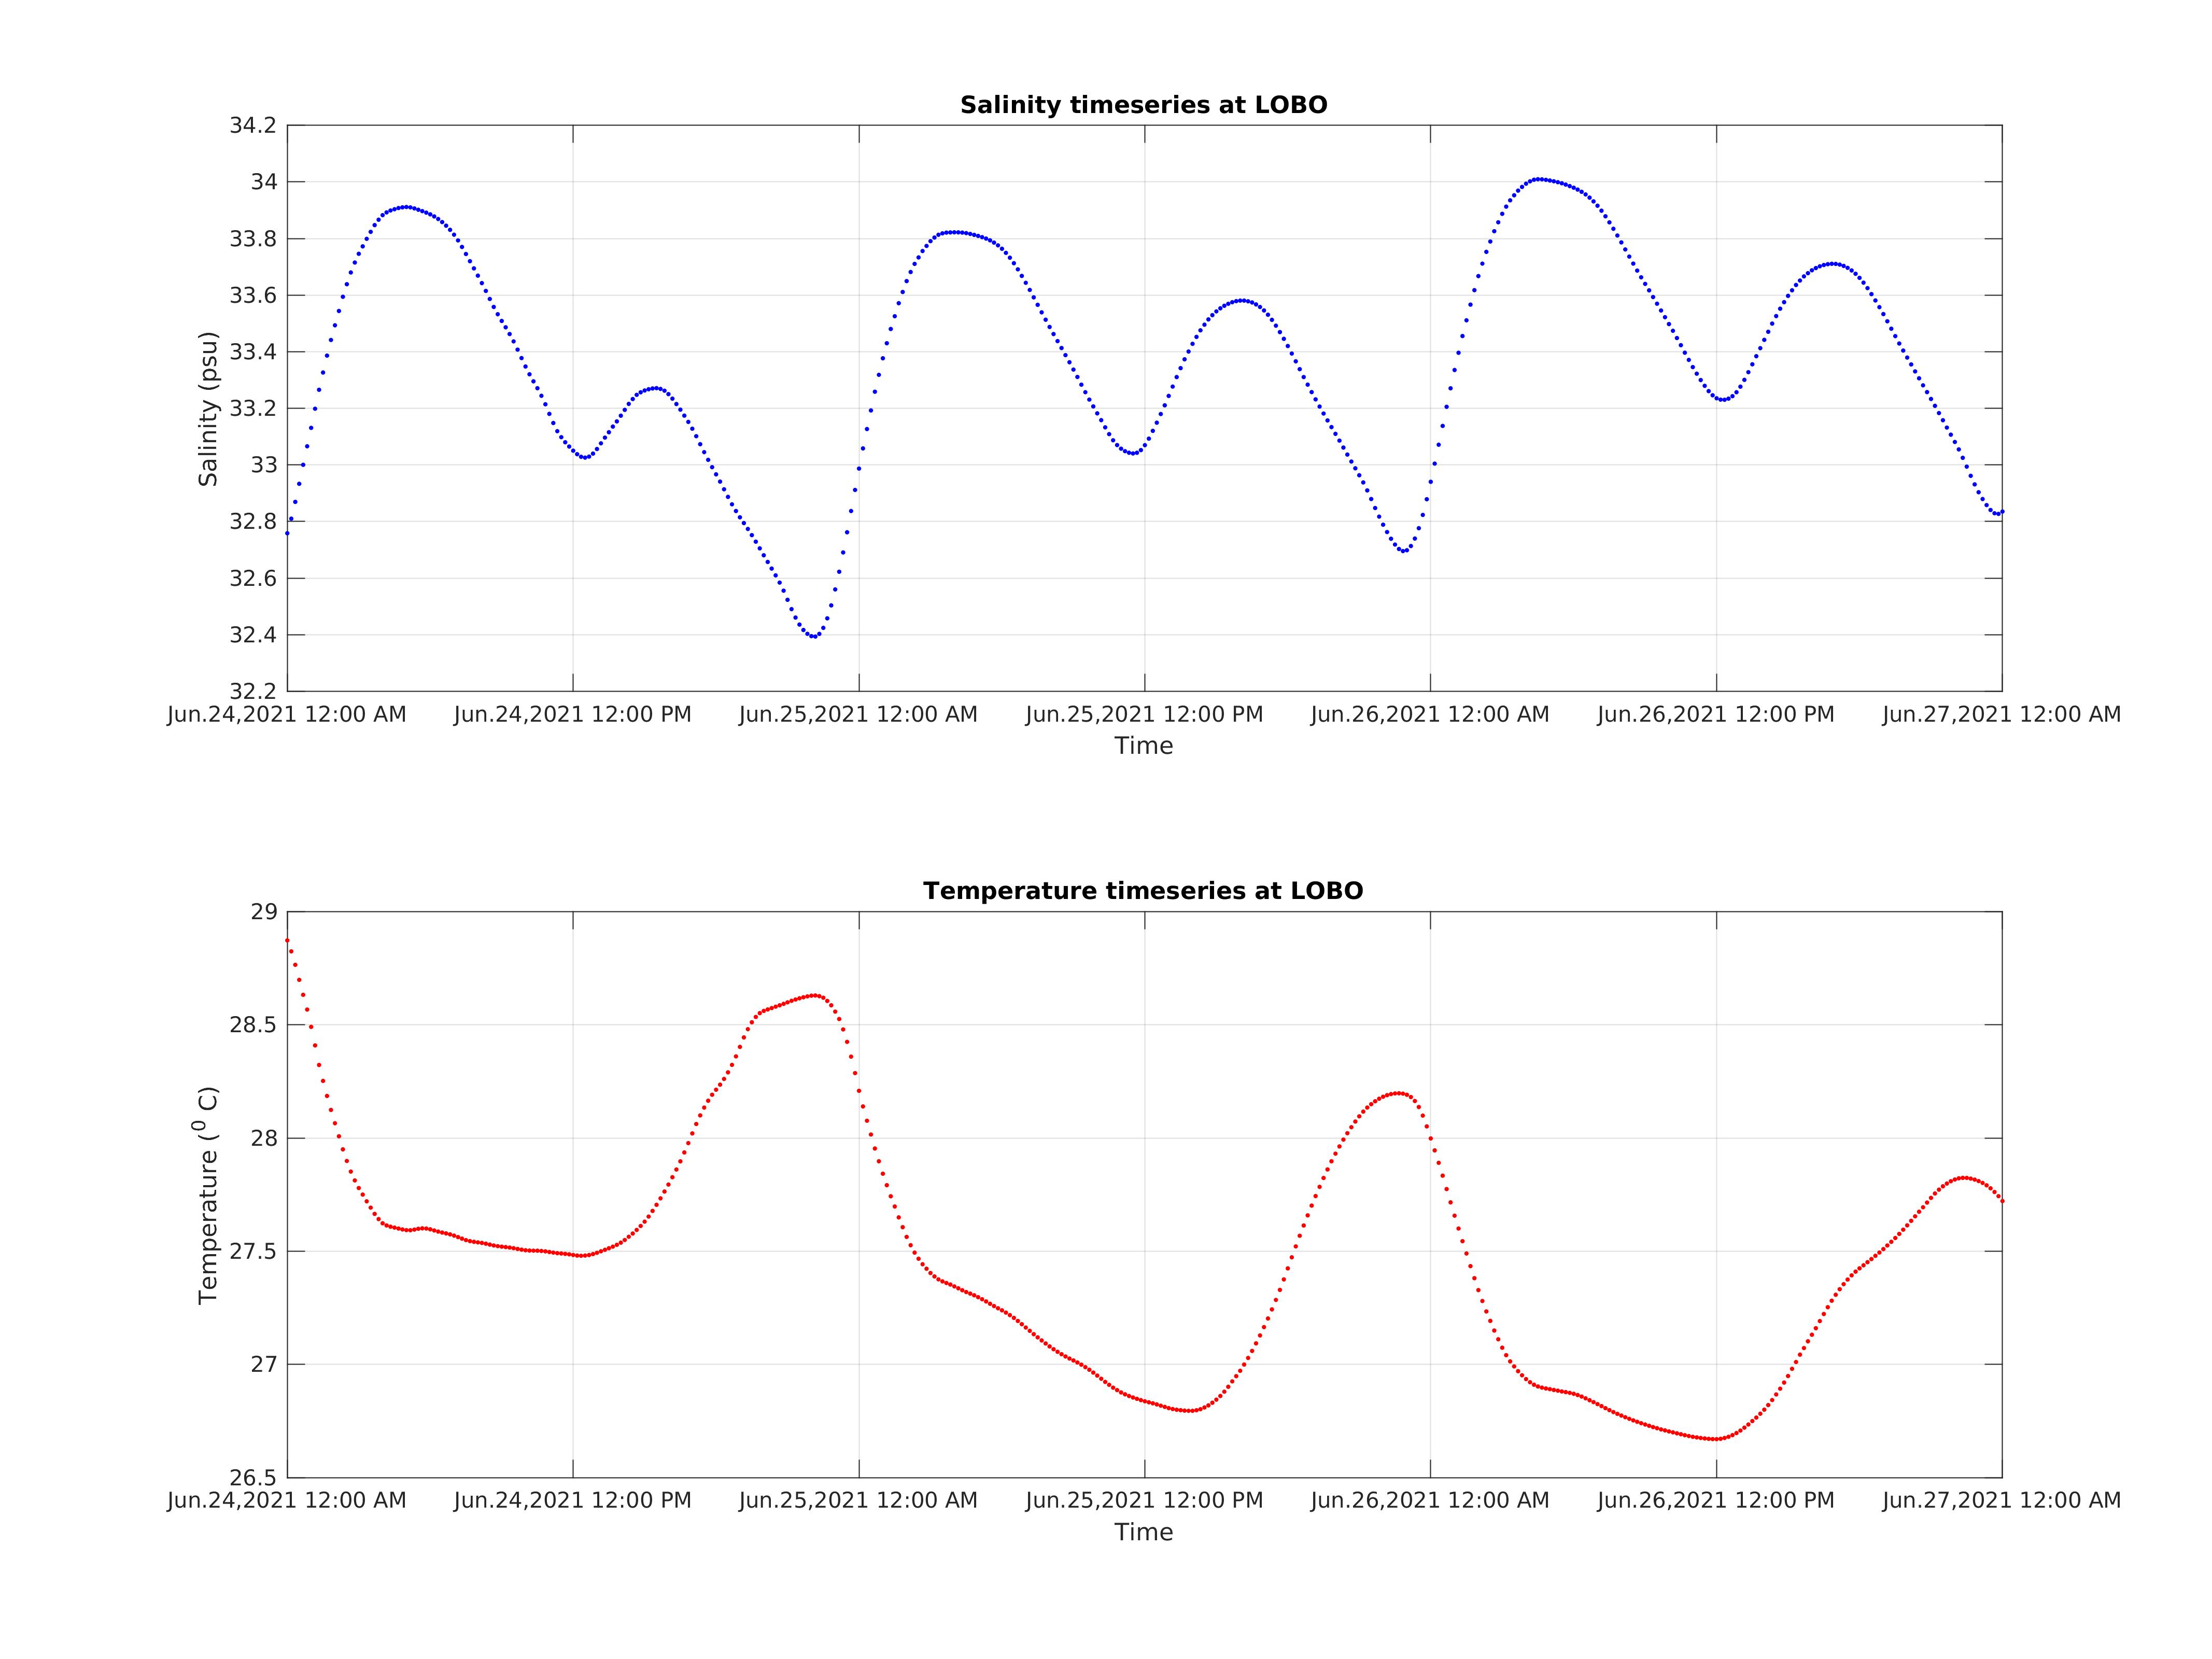 Salinity timeseries at LOBO
34.2
34
33.8
33.6
33.4
33.2
33
32.8
32.6
32.4
32.2
Salinity (psu)
Jun.24,2021 12:00 AM Jun.24,2021 12:00 PM Jun.25,2021 12:00 AM Jun.25,2021 12:00 PM Jun.26,2021 12:00 AM Jun.26,2021 12:00 PM Jun.27,2021 12:00 AM
Time
Temperature timeseries at LOBO
29
28.5
28
27.5
27
26.5
Temperature (⁰ C)
Jun.24,2021 12:00 AM Jun.24,2021 12:00 PM Jun.25,2021 12:00 AM Jun.25,2021 12:00 PM Jun.26,2021 12:00 AM Jun.26,2021 12:00 PM Jun.27,2021 12:00 AM
Time